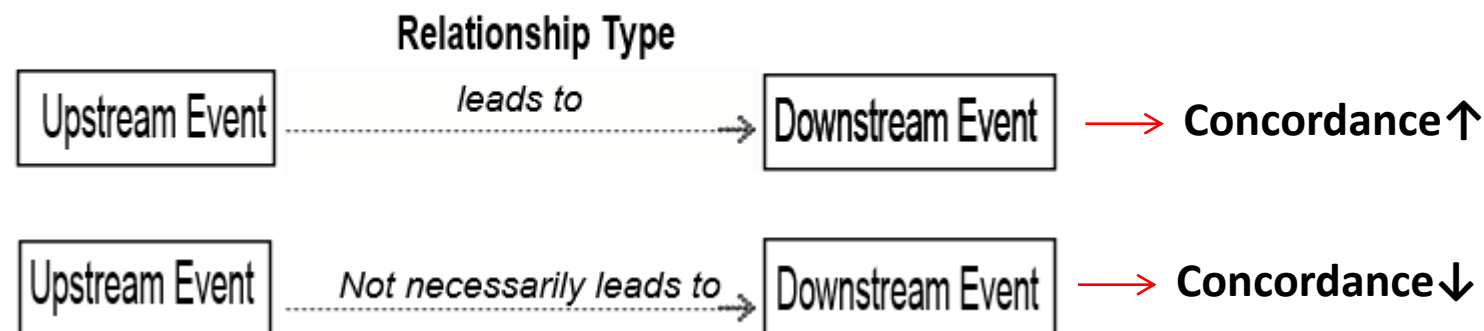 Relationship Type
Upstream Event leads to Downstream Event Concordance↑
Upstream Event Not necessarily leads to Downstream Event Concordance↓